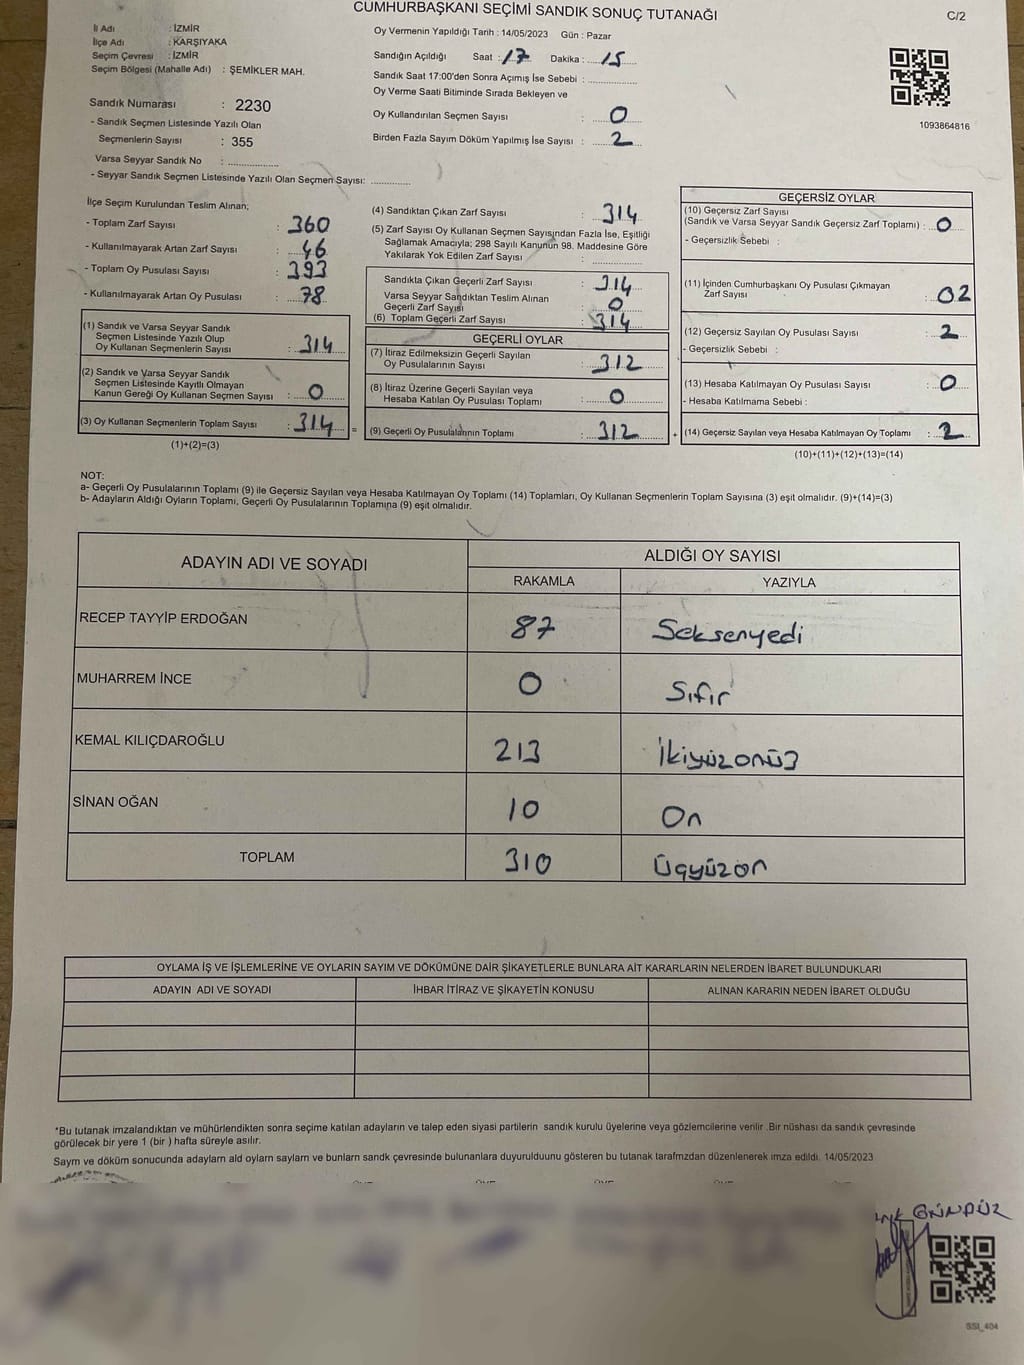 CUMHURBAŞKANI SEÇİMİ SANDIK SONUÇ TUTANAĞI
C/2
İl Adı : İZMİR
İlçe Adı : KARŞIYAKA
Seçim Çevresi : İZMİR
Seçim Bölgesi (Mahalle Adı) : ŞEMİKLER MAH.
Sandık Numarası : 2230
- Sandık Seçmen Listesinde Yazılı Olan
Seçmenlerin Sayısı : 355
Varsa Seyyar Sandık No :
- Seyyar Sandık Seçmen Listesinde Yazılı Olan Seçmen Sayısı:
Oy Vermenin Yapıldığı Tarih : 14/05/2023 Gün : Pazar
Sandığın Açıldığı Saat : 17 Dakika : 15
Sandık Saat 17:00'den Sonra Açımış İse Sebebi :
Oy Verme Saati Bitiminde Sırada Bekleyen ve
Oy Kullandırılan Seçmen Sayısı : 0
Birden Fazla Sayım Döküm Yapılmış İse Sayısı : 2
1093864816
İlçe Seçim Kurulundan Teslim Alınan;
- Toplam Zarf Sayısı : 360
- Kullanılmayarak Artan Zarf Sayısı : 46
- Toplam Oy Pusulası Sayısı : 393
- Kullanılmayarak Artan Oy Pusulası : 78
(1) Sandık ve Varsa Seyyar Sandık
Seçmen Listesinde Yazılı Olup
Oy Kullanan Seçmenlerin Sayısı : 314
(2) Sandık ve Varsa Seyyar Sandık
Seçmen Listesinde Kayıtlı Olmayan
Kanun Gereği Oy Kullanan Seçmen Sayısı : 0
(3) Oy Kullanan Seçmenlerin Toplam Sayısı : 314 =
(1)+(2)=(3)
(4) Sandıktan Çıkan Zarf Sayısı : 314
(5) Zarf Sayısı Oy Kullanan Seçmen Sayısından Fazla İse, Eşitliği
Sağlamak Amacıyla; 298 Sayılı Kanunun 98. Maddesine Göre
Yakılarak Yok Edilen Zarf Sayısı :
Sandıkta Çıkan Geçerli Zarf Sayısı : 314
Varsa Seyyar Sandıktan Teslim Alınan
Geçerli Zarf Sayısı : 0
(6) Toplam Geçerli Zarf Sayısı : 314
GEÇERLİ OYLAR
(7) İtiraz Edilmeksizin Geçerli Sayılan
Oy Pusulalarının Sayısı : 312
(8) İtiraz Üzerine Geçerli Sayılan veya
Hesaba Katılan Oy Pusulası Toplamı : 0
(9) Geçerli Oy Pusulalarının Toplamı : 312 +
GEÇERSİZ OYLAR
(10) Geçersiz Zarf Sayısı
(Sandık ve Varsa Seyyar Sandık Geçersiz Zarf Toplamı) : 0
- Geçersizlik Sebebi :
(11) İçinden Cumhurbaşkanı Oy Pusulası Çıkmayan
Zarf Sayısı : 02
(12) Geçersiz Sayılan Oy Pusulası Sayısı : 2
- Geçersizlik Sebebi :
(13) Hesaba Katılmayan Oy Pusulası Sayısı : 0
- Hesaba Katılmama Sebebi :
(14) Geçersiz Sayılan veya Hesaba Katılmayan Oy Toplamı : 2
(10)+(11)+(12)+(13)=(14)
NOT:
a- Geçerli Oy Pusulalarının Toplamı (9) ile Geçersiz Sayılan veya Hesaba Katılmayan Oy Toplamı (14) Toplamları, Oy Kullanan Seçmenlerin Toplam Sayısına (3) eşit olmalıdır. (9)+(14)=(3)
b- Adayların Aldığı Oyların Toplamı, Geçerli Oy Pusulalarının Toplamına (9) eşit olmalıdır.
ADAYIN ADI VE SOYADI
ALDIĞI OY SAYISI
RAKAMLA YAZIYLA
RECEP TAYYİP ERDOĞAN 87 Seksenyedi
MUHARREM İNCE 0 Sıfır
KEMAL KILIÇDAROĞLU 213 İkiyüzonüç
SİNAN OĞAN 10 On
TOPLAM 310 Üçyüzon
OYLAMA İŞ VE İŞLEMLERİNE VE OYLARIN SAYIM VE DÖKÜMÜNE DAİR ŞİKAYETLERLE BUNLARA AİT KARARLARIN NELERDEN İBARET BULUNDUKLARI
ADAYIN ADI VE SOYADI İHBAR İTİRAZ VE ŞİKAYETİN KONUSU ALINAN KARARIN NEDEN İBARET OLDUĞU
*Bu tutanak imzalandıktan ve mühürlendikten sonra seçime katılan adayların ve talep eden siyasi partilerin sandık kurulu üyelerine veya gözlemcilerine verilir .Bir nüshası da sandık çevresinde
görülecek bir yere 1 (bir ) hafta süreyle asılır.
Saym ve döküm sonucunda adaylarn ald oylarn saylarn ve bunlarn sandk çevresinde bulunanlara duyurulduunu gösteren bu tutanak tarafmzdan düzenlenerek imza edildi. 14/05/2023
GÜNDÜZ
SSI_404